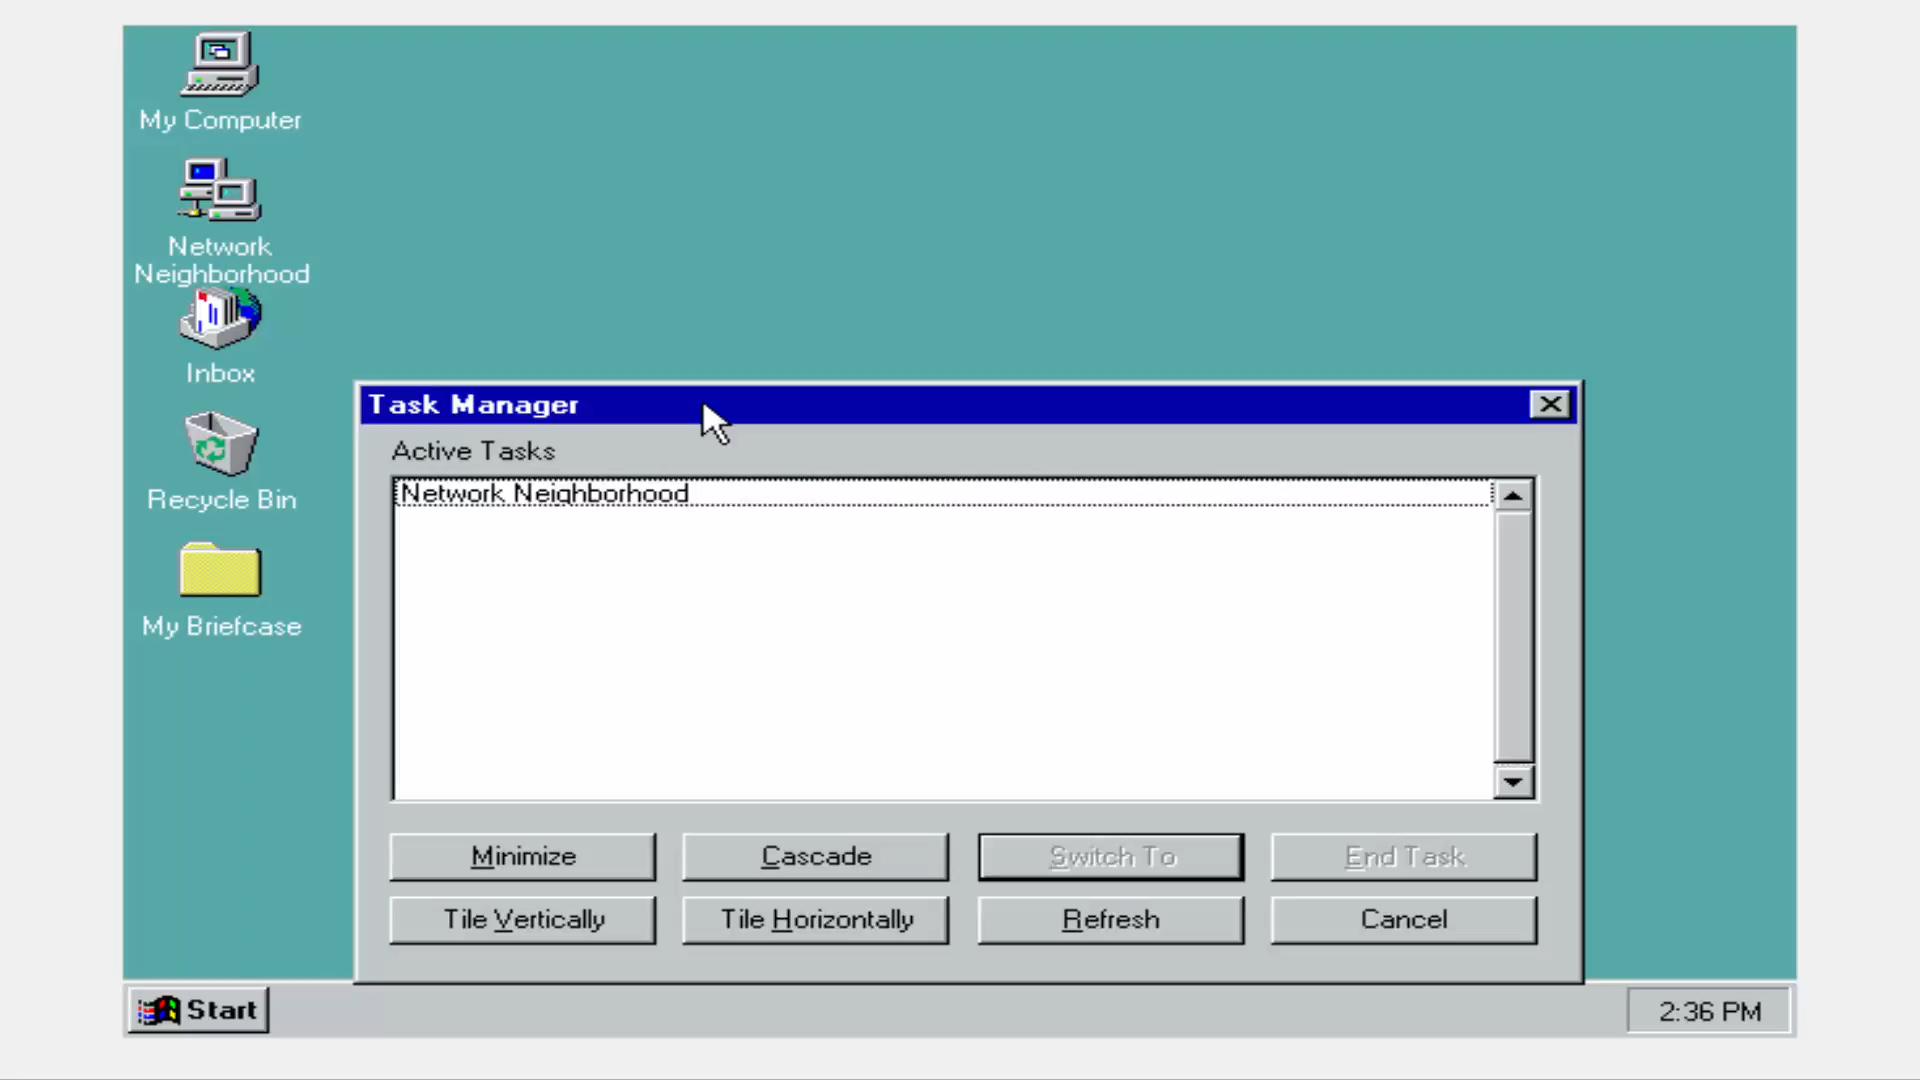 My Computer
Network
Neighborhood
Inbox
Recycle Bin
My Briefcase
Task Manager
Active Tasks
Network Neighborhood
Minimize
Cascade
Switch To
End Task
Tile Vertically
Tile Horizontally
Refresh
Cancel
Start
2:36 PM